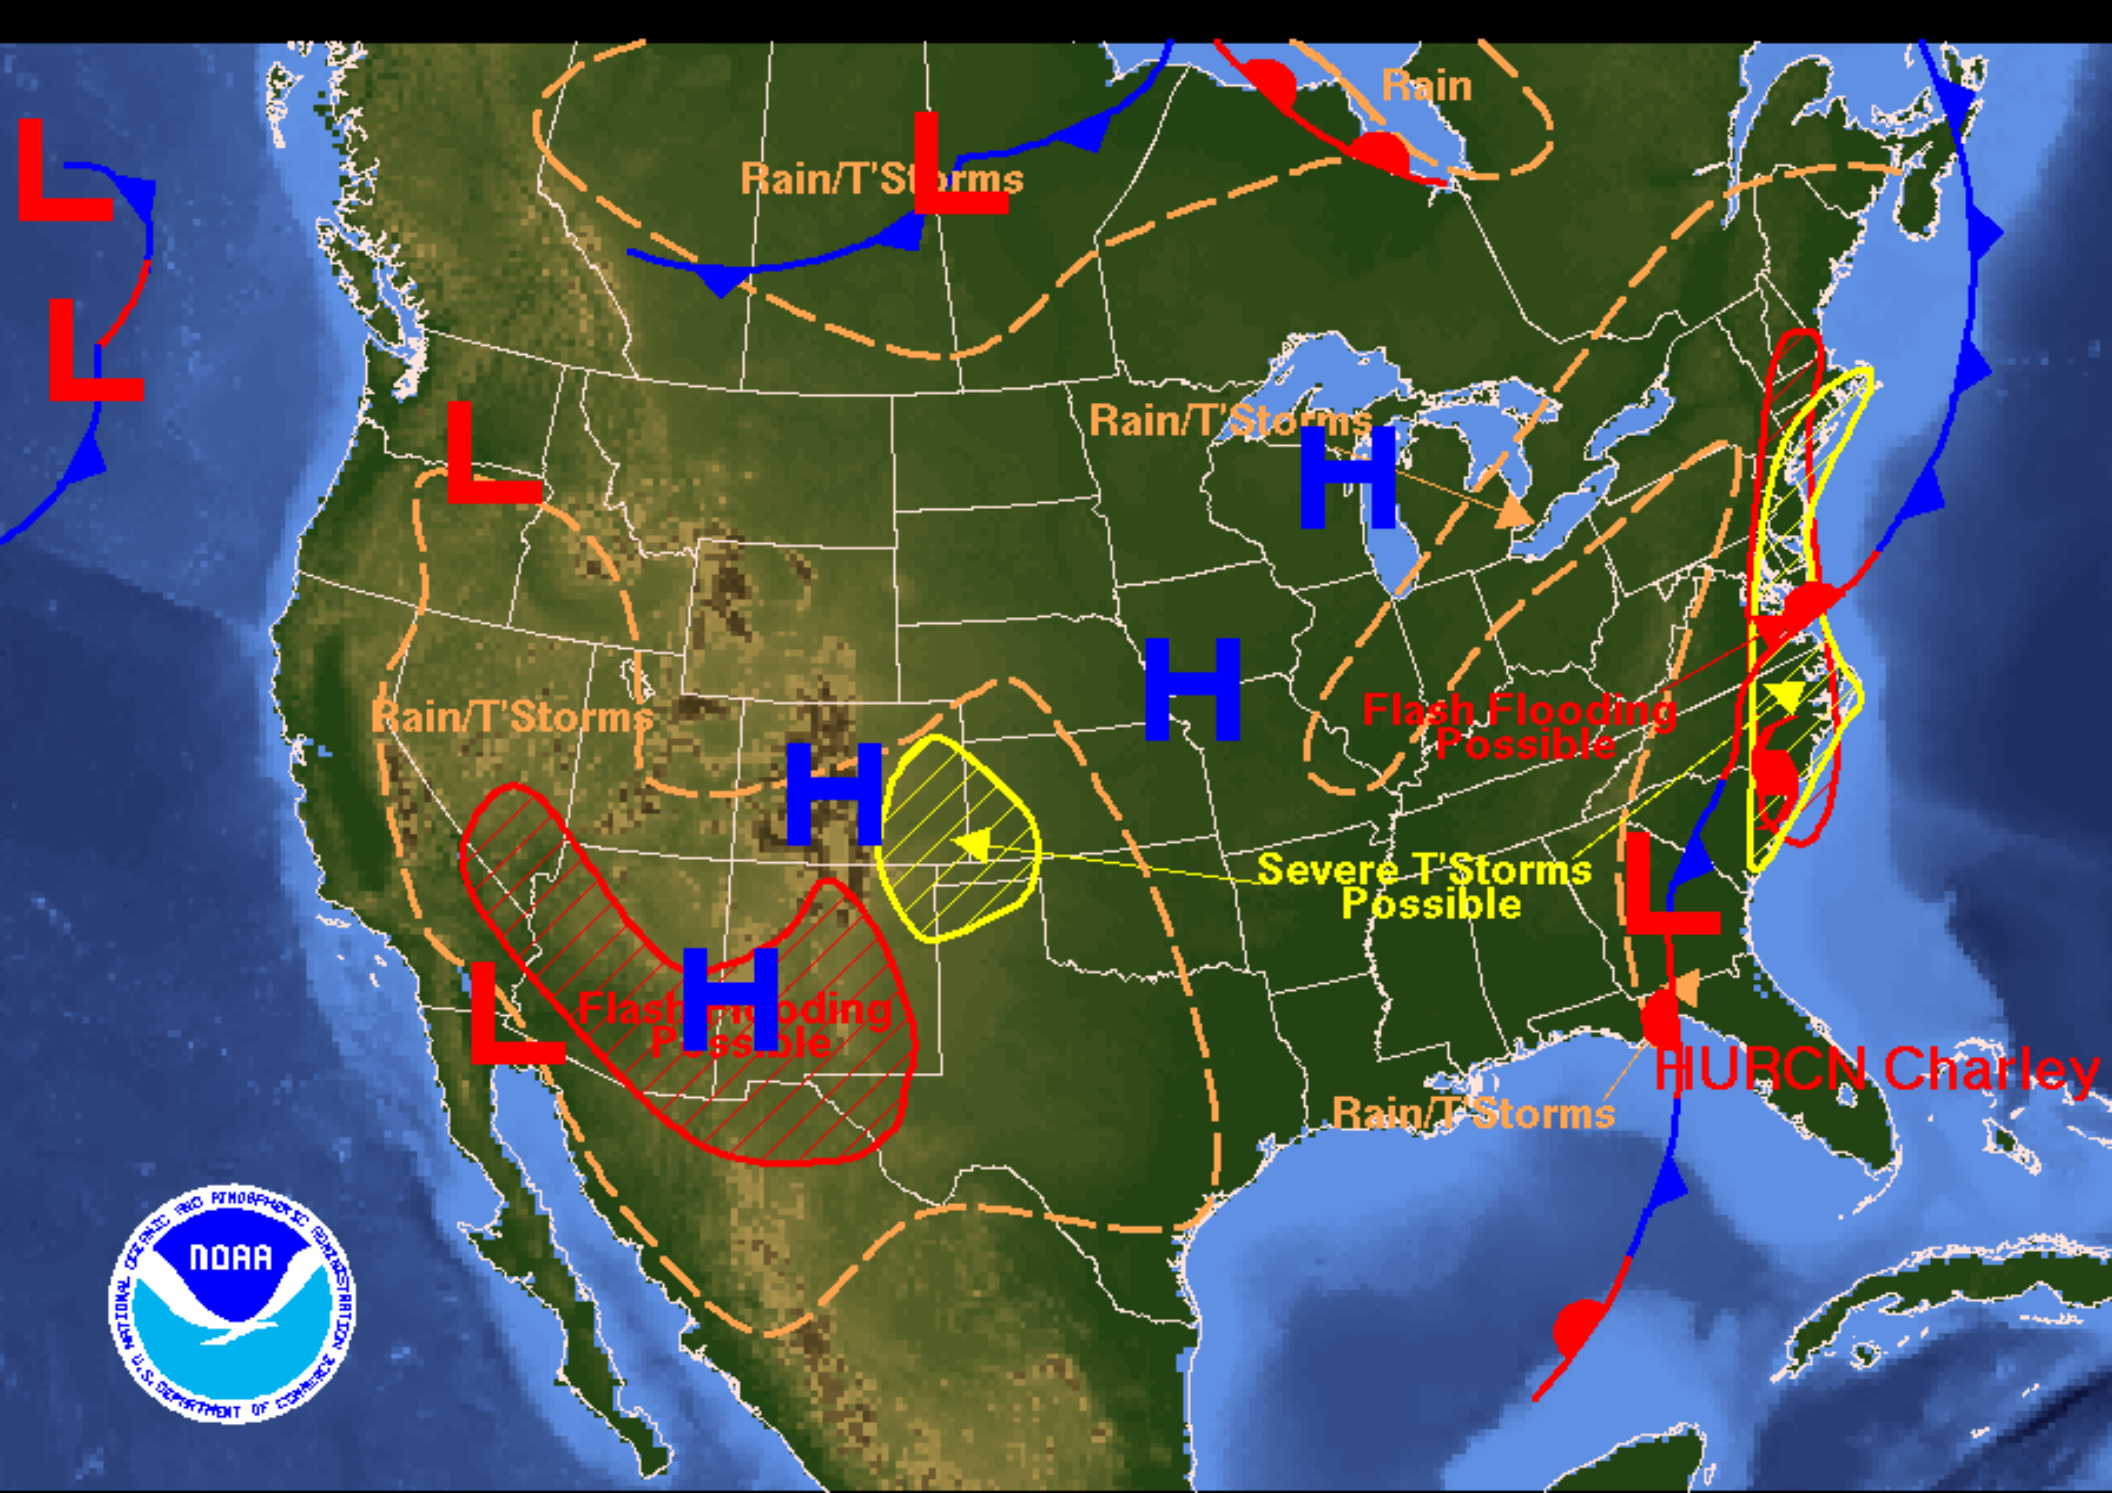 Rain
L
Rain/T'Storms
L
L
Rain/T'Storms
L
H
Rain/T'Storms
H
Flash Flooding
Possible
H
Severe T'Storms
Possible
L
H
Flash Flooding
Possible
L
HURCN Charley
Rain/T'Storms
NATIONAL OCEANIC AND ATMOSPHERIC ADMINISTRATION
NOAA
U.S. DEPARTMENT OF COMMERCE